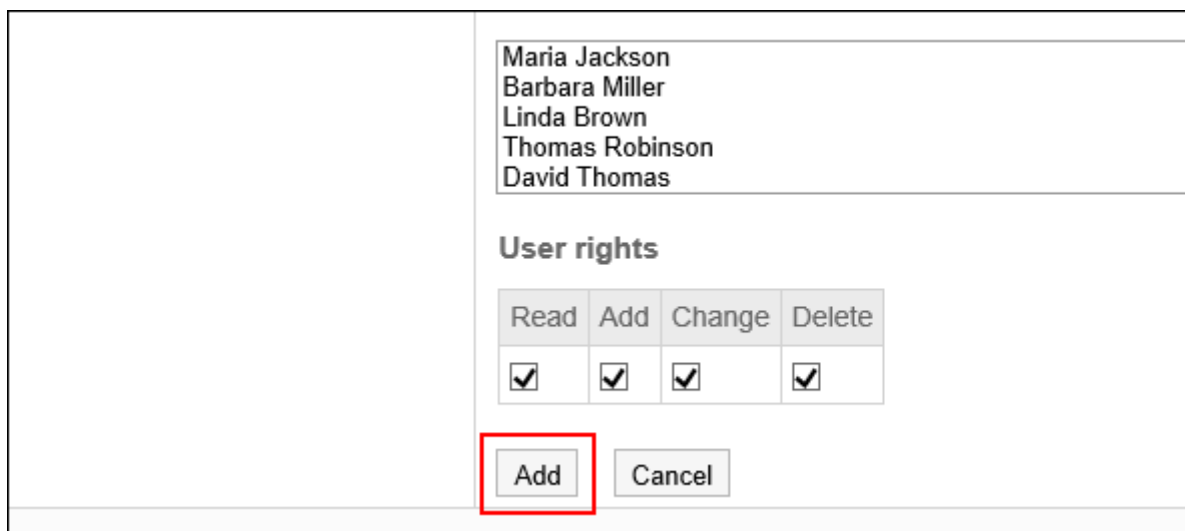 Maria Jackson
Barbara Miller
Linda Brown
Thomas Robinson
David Thomas
User rights
Read Add Change Delete
Add Cancel